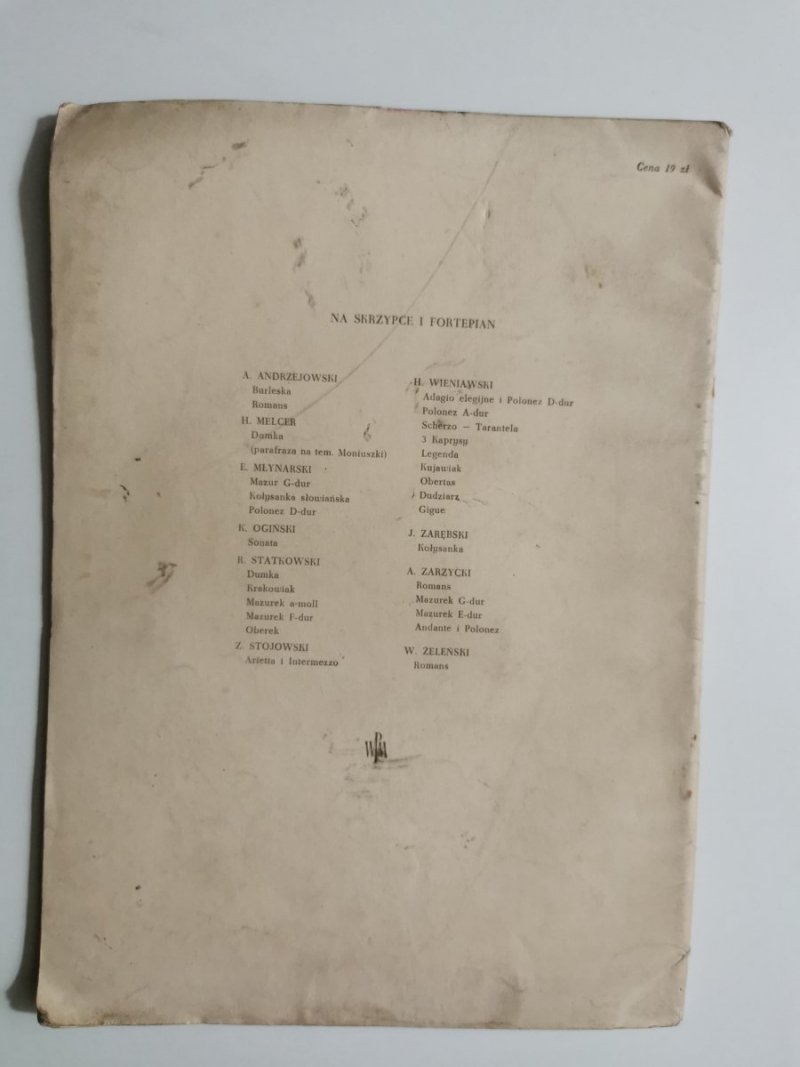 Cena 19 zł
NA SKRZYPCE I FORTEPIAN
A. ANDRZEJOWSKI
Burleska
Romans
H. MELCER
Dumka
(parafraza na tem. Moniuszki)
E. MŁYNARSKI
Mazur G-dur
Kołysanka słowiańska
Polonez D-dur
K. OGIŃSKI
Sonata
R. STATKOWSKI
Dumka
Krakowiak
Mazurek a-moll
Mazurek F-dur
Oberek
Z. STOJOWSKI
Arietta i Intermezzo
H. WIENIAWSKI
Adagio elegijne i Polonez D-dur
Polonez A-dur
Scherzo — Tarantela
3 Kaprysy
Legenda
Kujawiak
Obertas
Dudziarz
Gigue
J. ZARĘBSKI
Kołysanka
A. ZARZYCKI
Romans
Mazurek G-dur
Mazurek E-dur
Andante i Polonez
W. ŻELEŃSKI
Romans
PWM